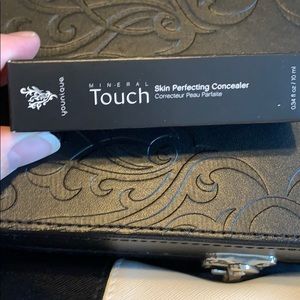 younique
MINERAL
Touch
Skin Perfecting Concealer
Correcteur Peau Parfaite
0.34 fl oz / 10 ml